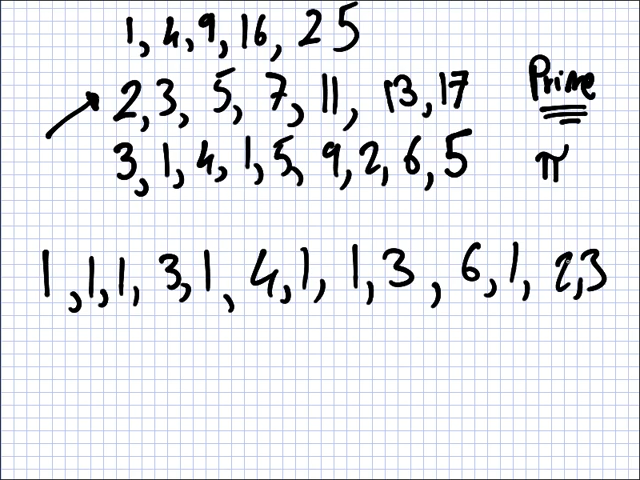 1, 4, 9, 16, 25
2, 3, 5, 7, 11, 13, 17 Prime
3, 1, 4, 1, 5, 9, 2, 6, 5 π
1, 1, 1, 3, 1, 4, 1, 1, 3, 6, 1, 2, 3